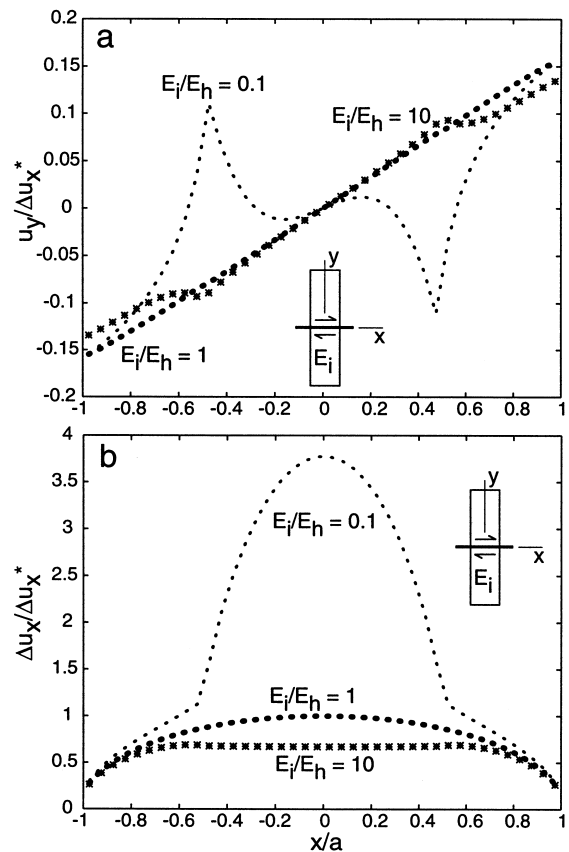 a
u_y/Δu_x*
0.2
0.15
0.1
0.05
0
-0.05
-0.1
-0.15
-0.2
E_i/E_h = 0.1
E_i/E_h = 10
E_i/E_h = 1
y
x
E_i
-1 -0.8 -0.6 -0.4 -0.2 0 0.2 0.4 0.6 0.8 1
b
Δu_x/Δu_x*
4
3.5
3
2.5
2
1.5
1
0.5
0
E_i/E_h = 0.1
y
x
E_i
E_i/E_h = 1
E_i/E_h = 10
-1 -0.8 -0.6 -0.4 -0.2 0 0.2 0.4 0.6 0.8 1
x/a